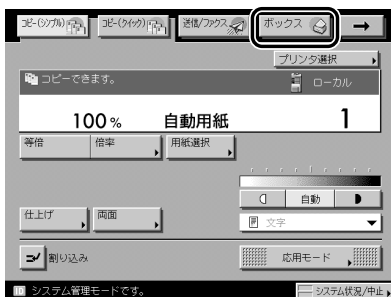 コピー(シンプル)
コピー(クイック)
送信/ファクス
ボックス
プリンタ選択
コピーできます。
ローカル
100%
自動用紙
1
等倍
倍率
用紙選択
自動
仕上げ
両面
文字
割り込み
応用モード
ID システム管理モードです。
システム状況/中止